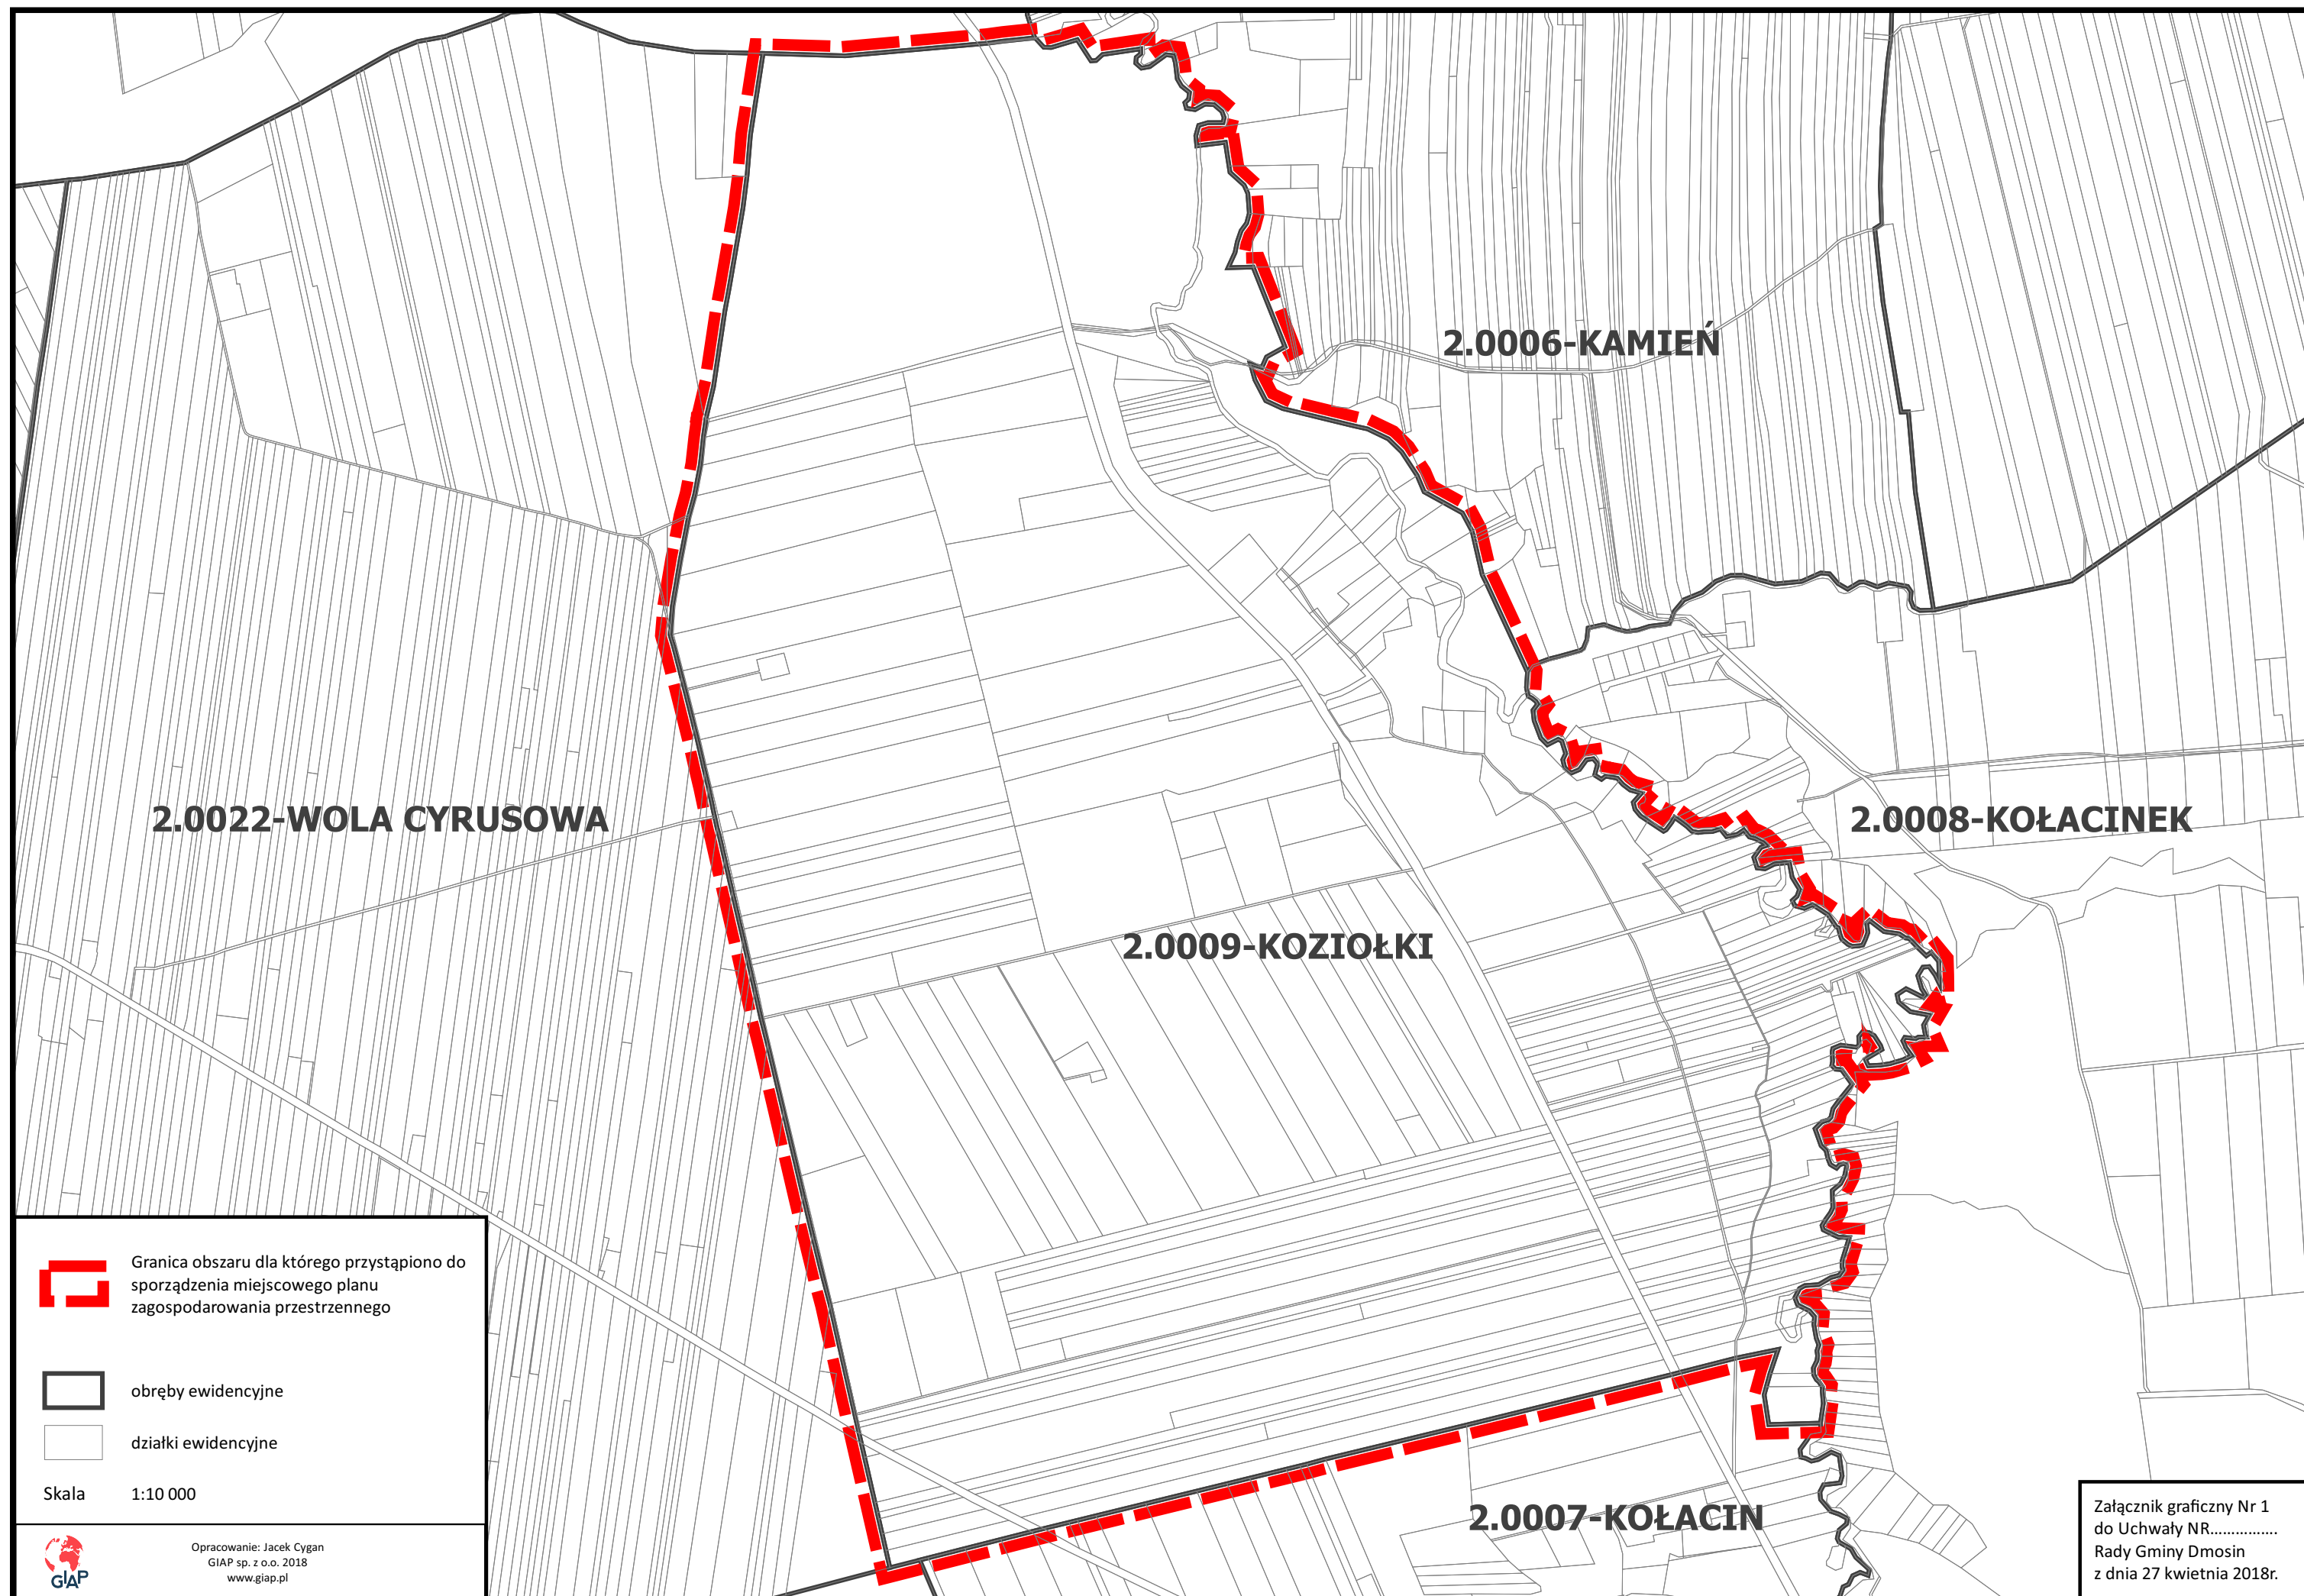 2.0006-KAMIEŃ
2.0022-WOLA CYRUSOWA
2.0008-KOŁACINEK
2.0009-KOZIOŁKI
2.0007-KOŁACIN
Granica obszaru dla którego przystąpiono do
sporządzenia miejscowego planu
zagospodarowania przestrzennego
obręby ewidencyjne
działki ewidencyjne
Skala 1:10 000
GIAP
Opracowanie: Jacek Cygan
GIAP sp. z o.o. 2018
www.giap.pl
Załącznik graficzny Nr 1
do Uchwały NR...............
Rady Gminy Dmosin
z dnia 27 kwietnia 2018r.